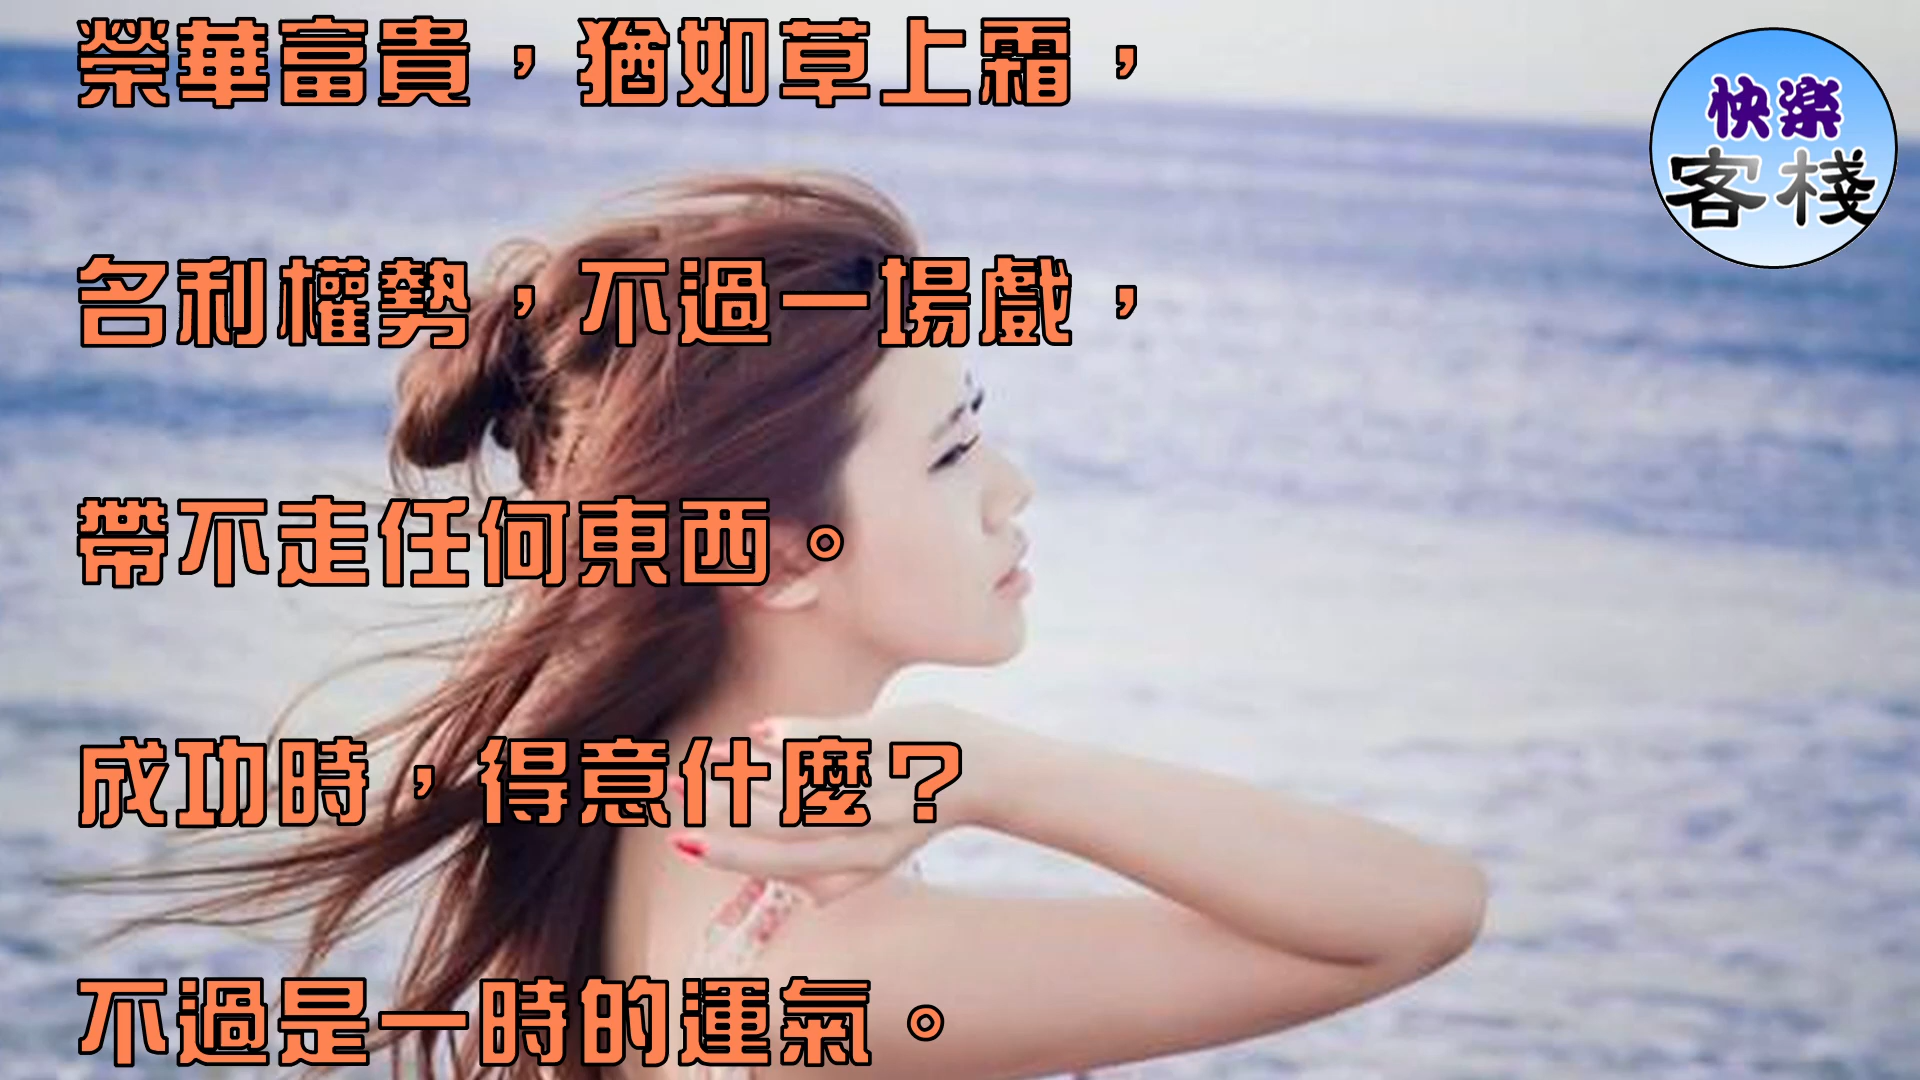 榮華富貴，猶如草上霜，
快樂
客棧
名利權勢，不過一場戲，
帶不走任何東西。
成功時，得意什麼？
不過是一時的運氣。